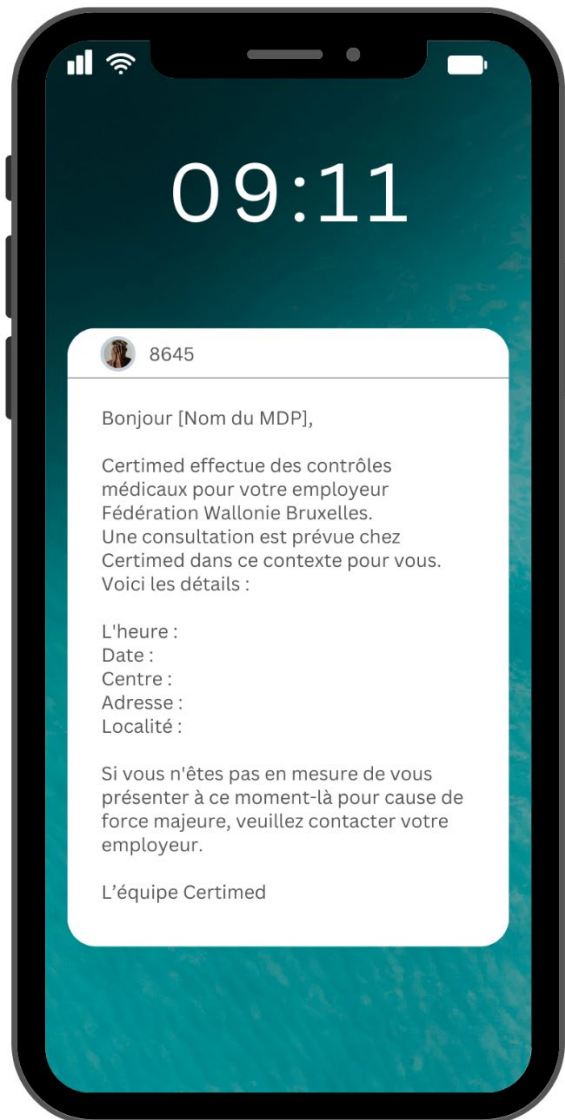 09:11
8645
Bonjour [Nom du MDP],
Certimed effectue des contrôles
médicaux pour votre employeur
Fédération Wallonie Bruxelles.
Une consultation est prévue chez
Certimed dans ce contexte pour vous.
Voici les détails :
L'heure :
Date :
Centre :
Adresse :
Localité :
Si vous n'êtes pas en mesure de vous
présenter à ce moment-là pour cause de
force majeure, veuillez contacter votre
employeur.
L’équipe Certimed